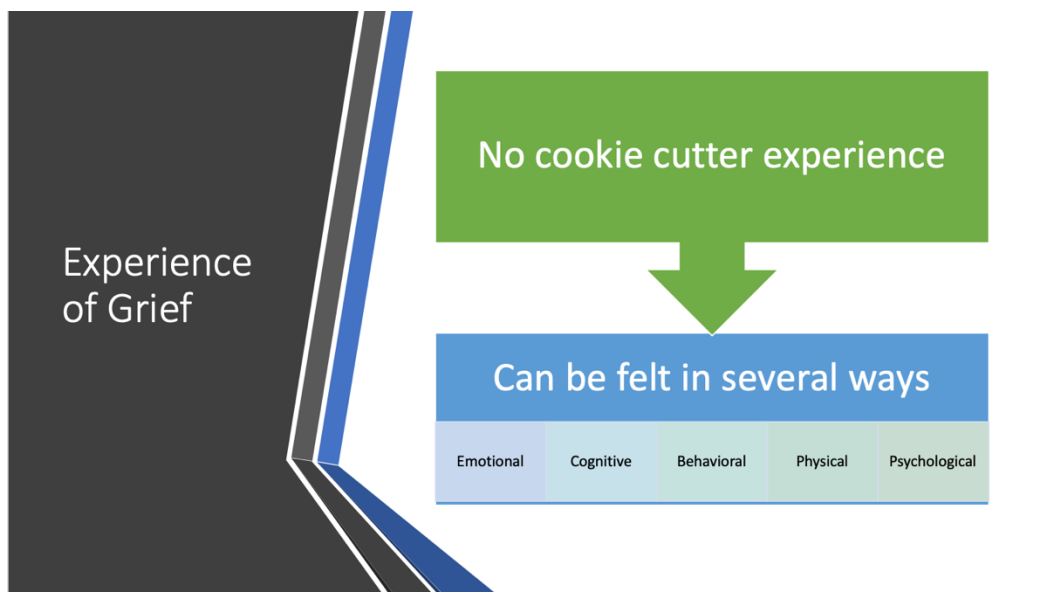 Experience
of Grief
No cookie cutter experience
Can be felt in several ways
Emotional
Cognitive
Behavioral
Physical
Psychological